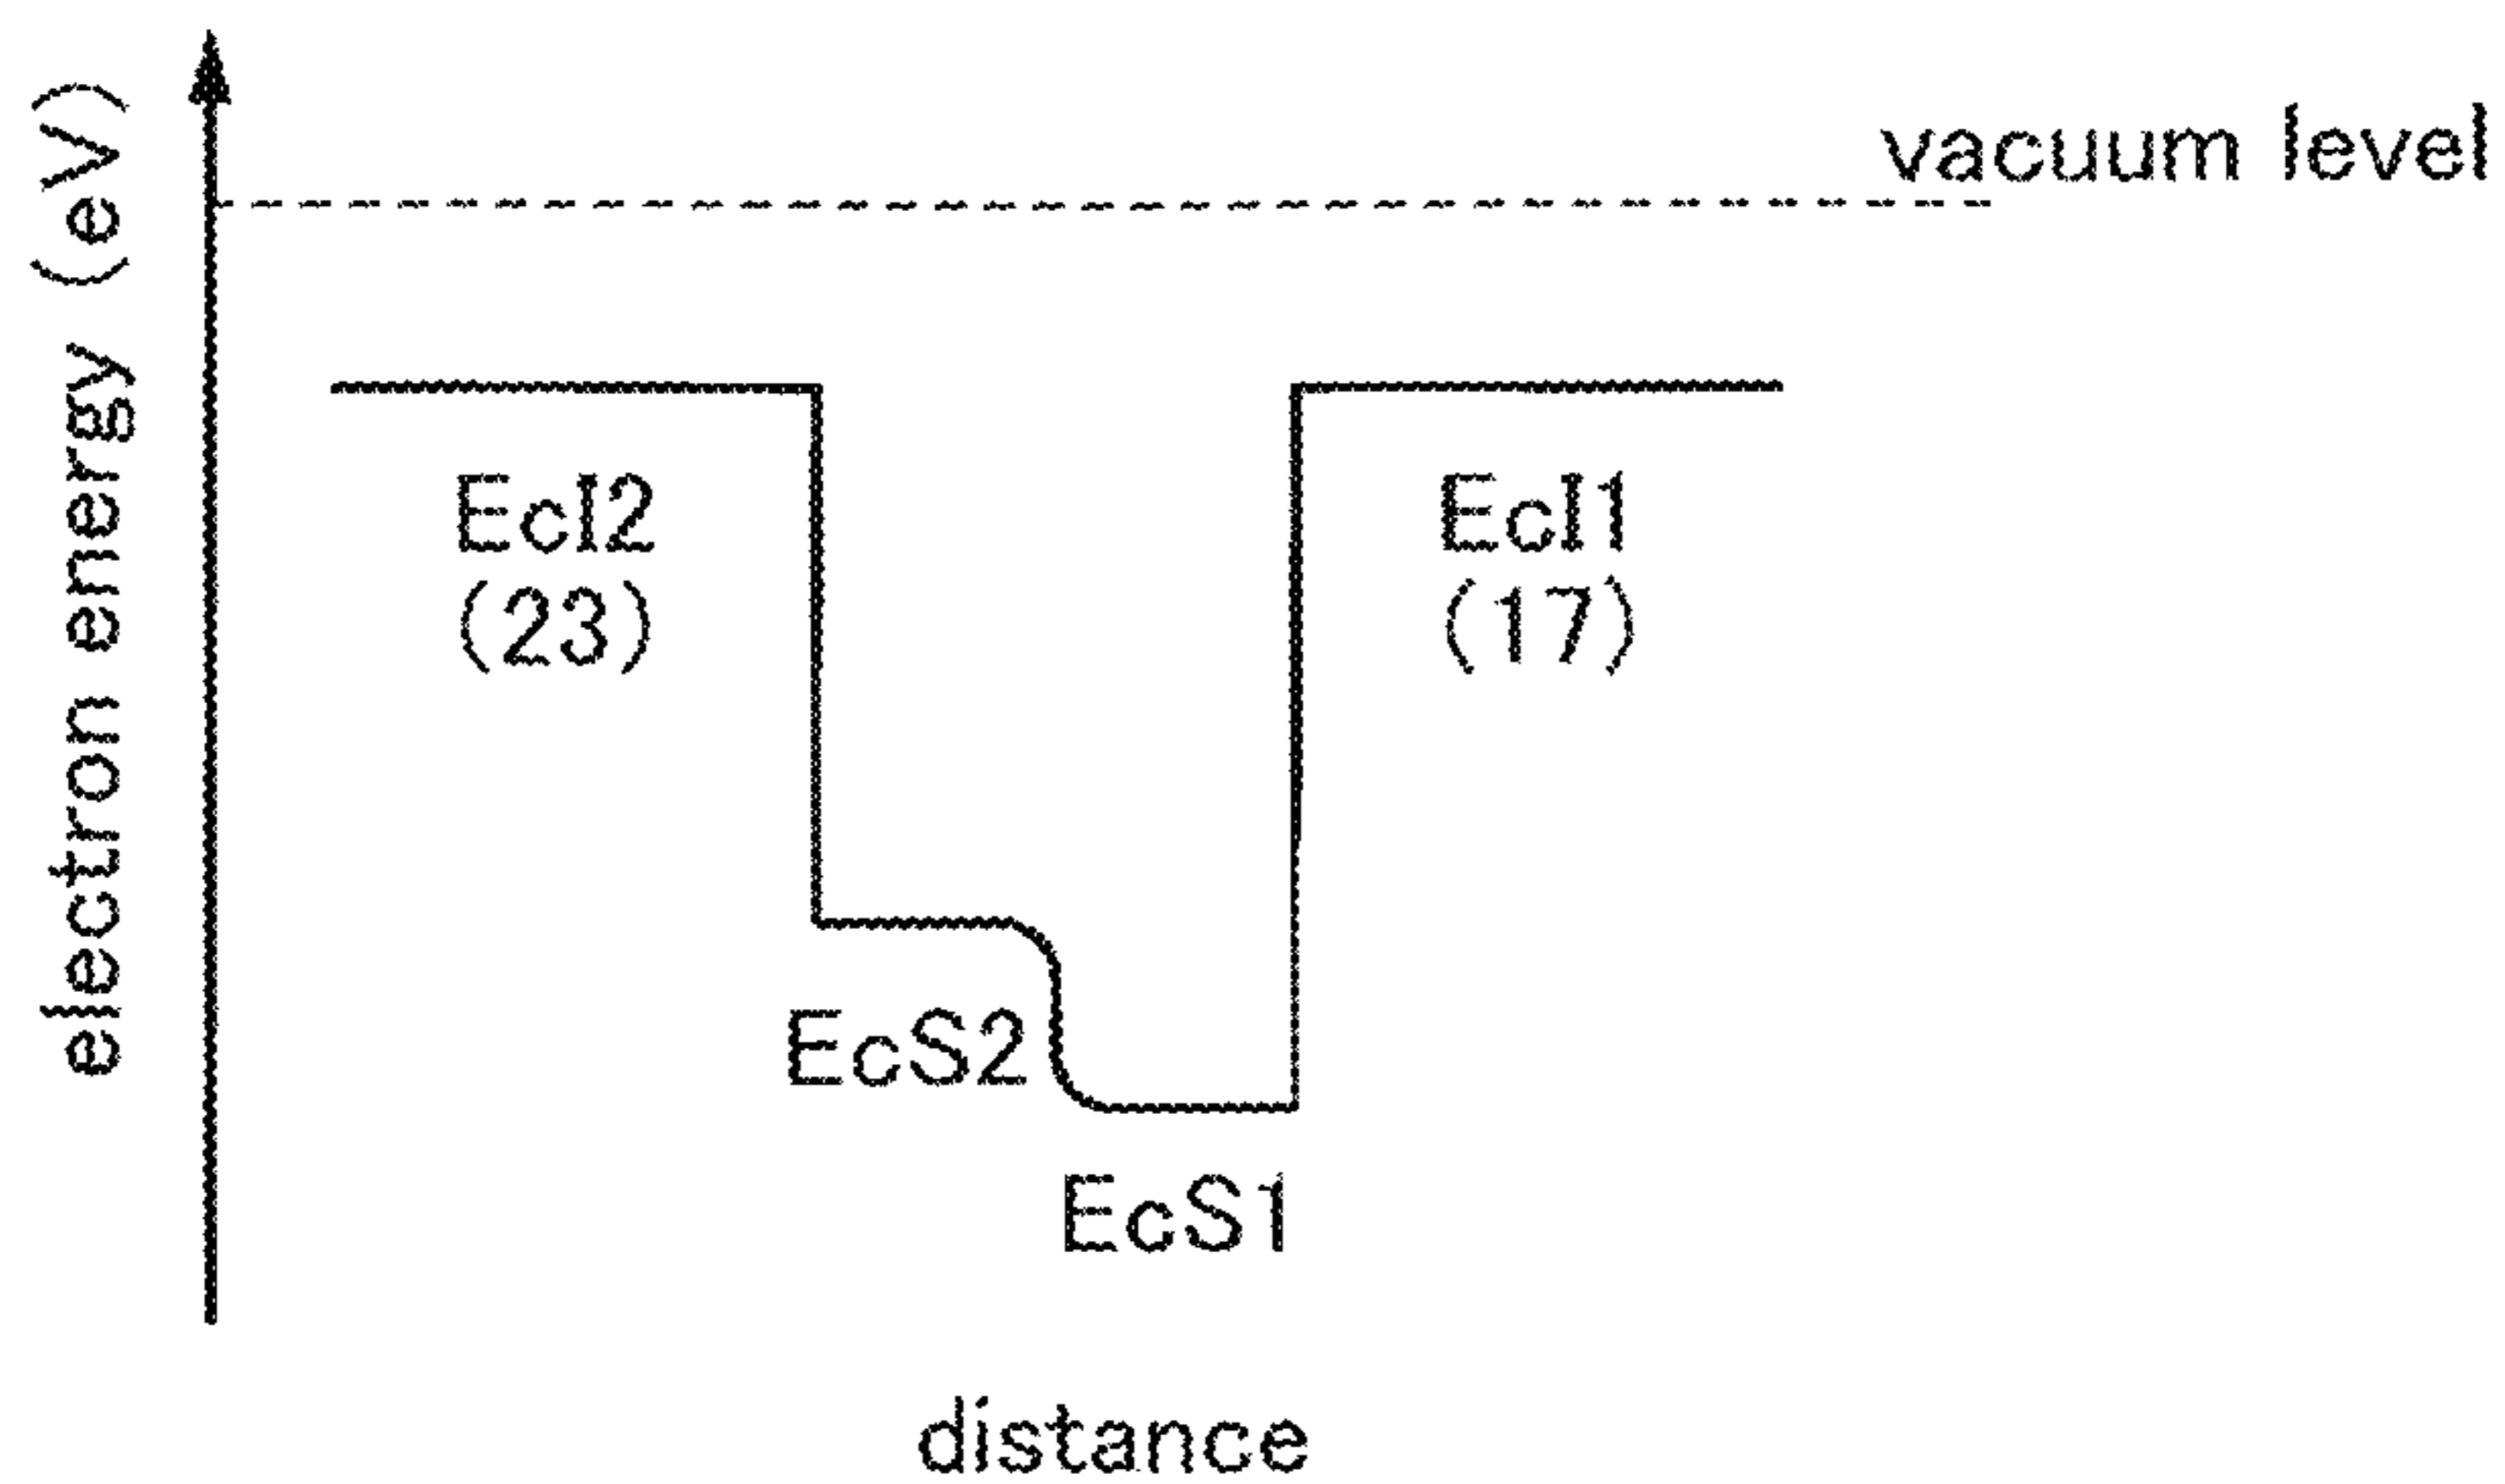 electron energy (eV)
vacuum level
EcI2
(23)
EcI1
(17)
EcS2
EcS1
distance